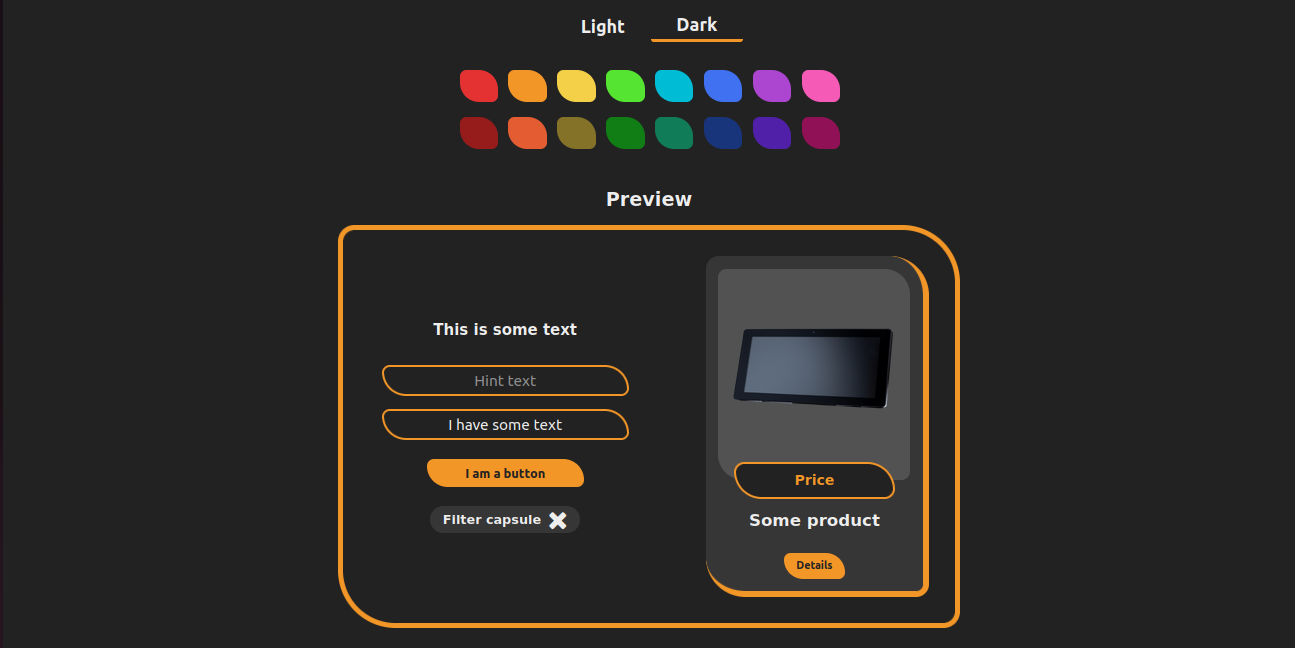 Light
Dark
Preview
This is some text
Hint text
I have some text
I am a button
Filter capsule
Price
Some product
Details